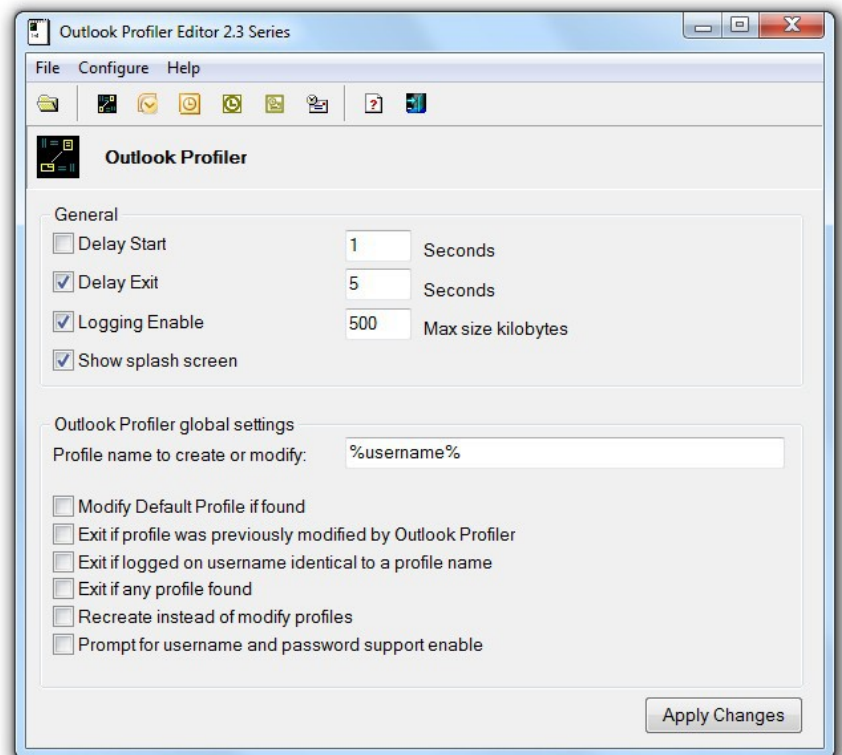 Outlook Profiler Editor 2.3 Series
File Configure Help
Outlook Profiler
General
Delay Start 1 Seconds
Delay Exit 5 Seconds
Logging Enable 500 Max size kilobytes
Show splash screen
Outlook Profiler global settings
Profile name to create or modify: %username%
Modify Default Profile if found
Exit if profile was previously modified by Outlook Profiler
Exit if logged on username identical to a profile name
Exit if any profile found
Recreate instead of modify profiles
Prompt for username and password support enable
Apply Changes